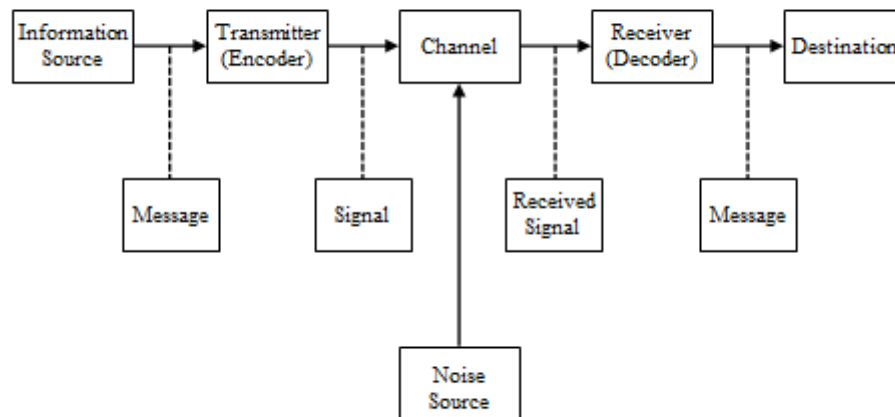 Information
Source
Transmitter
(Encoder)
Channel
Receiver
(Decoder)
Destination
Message
Signal
Received
Signal
Message
Noise
Source